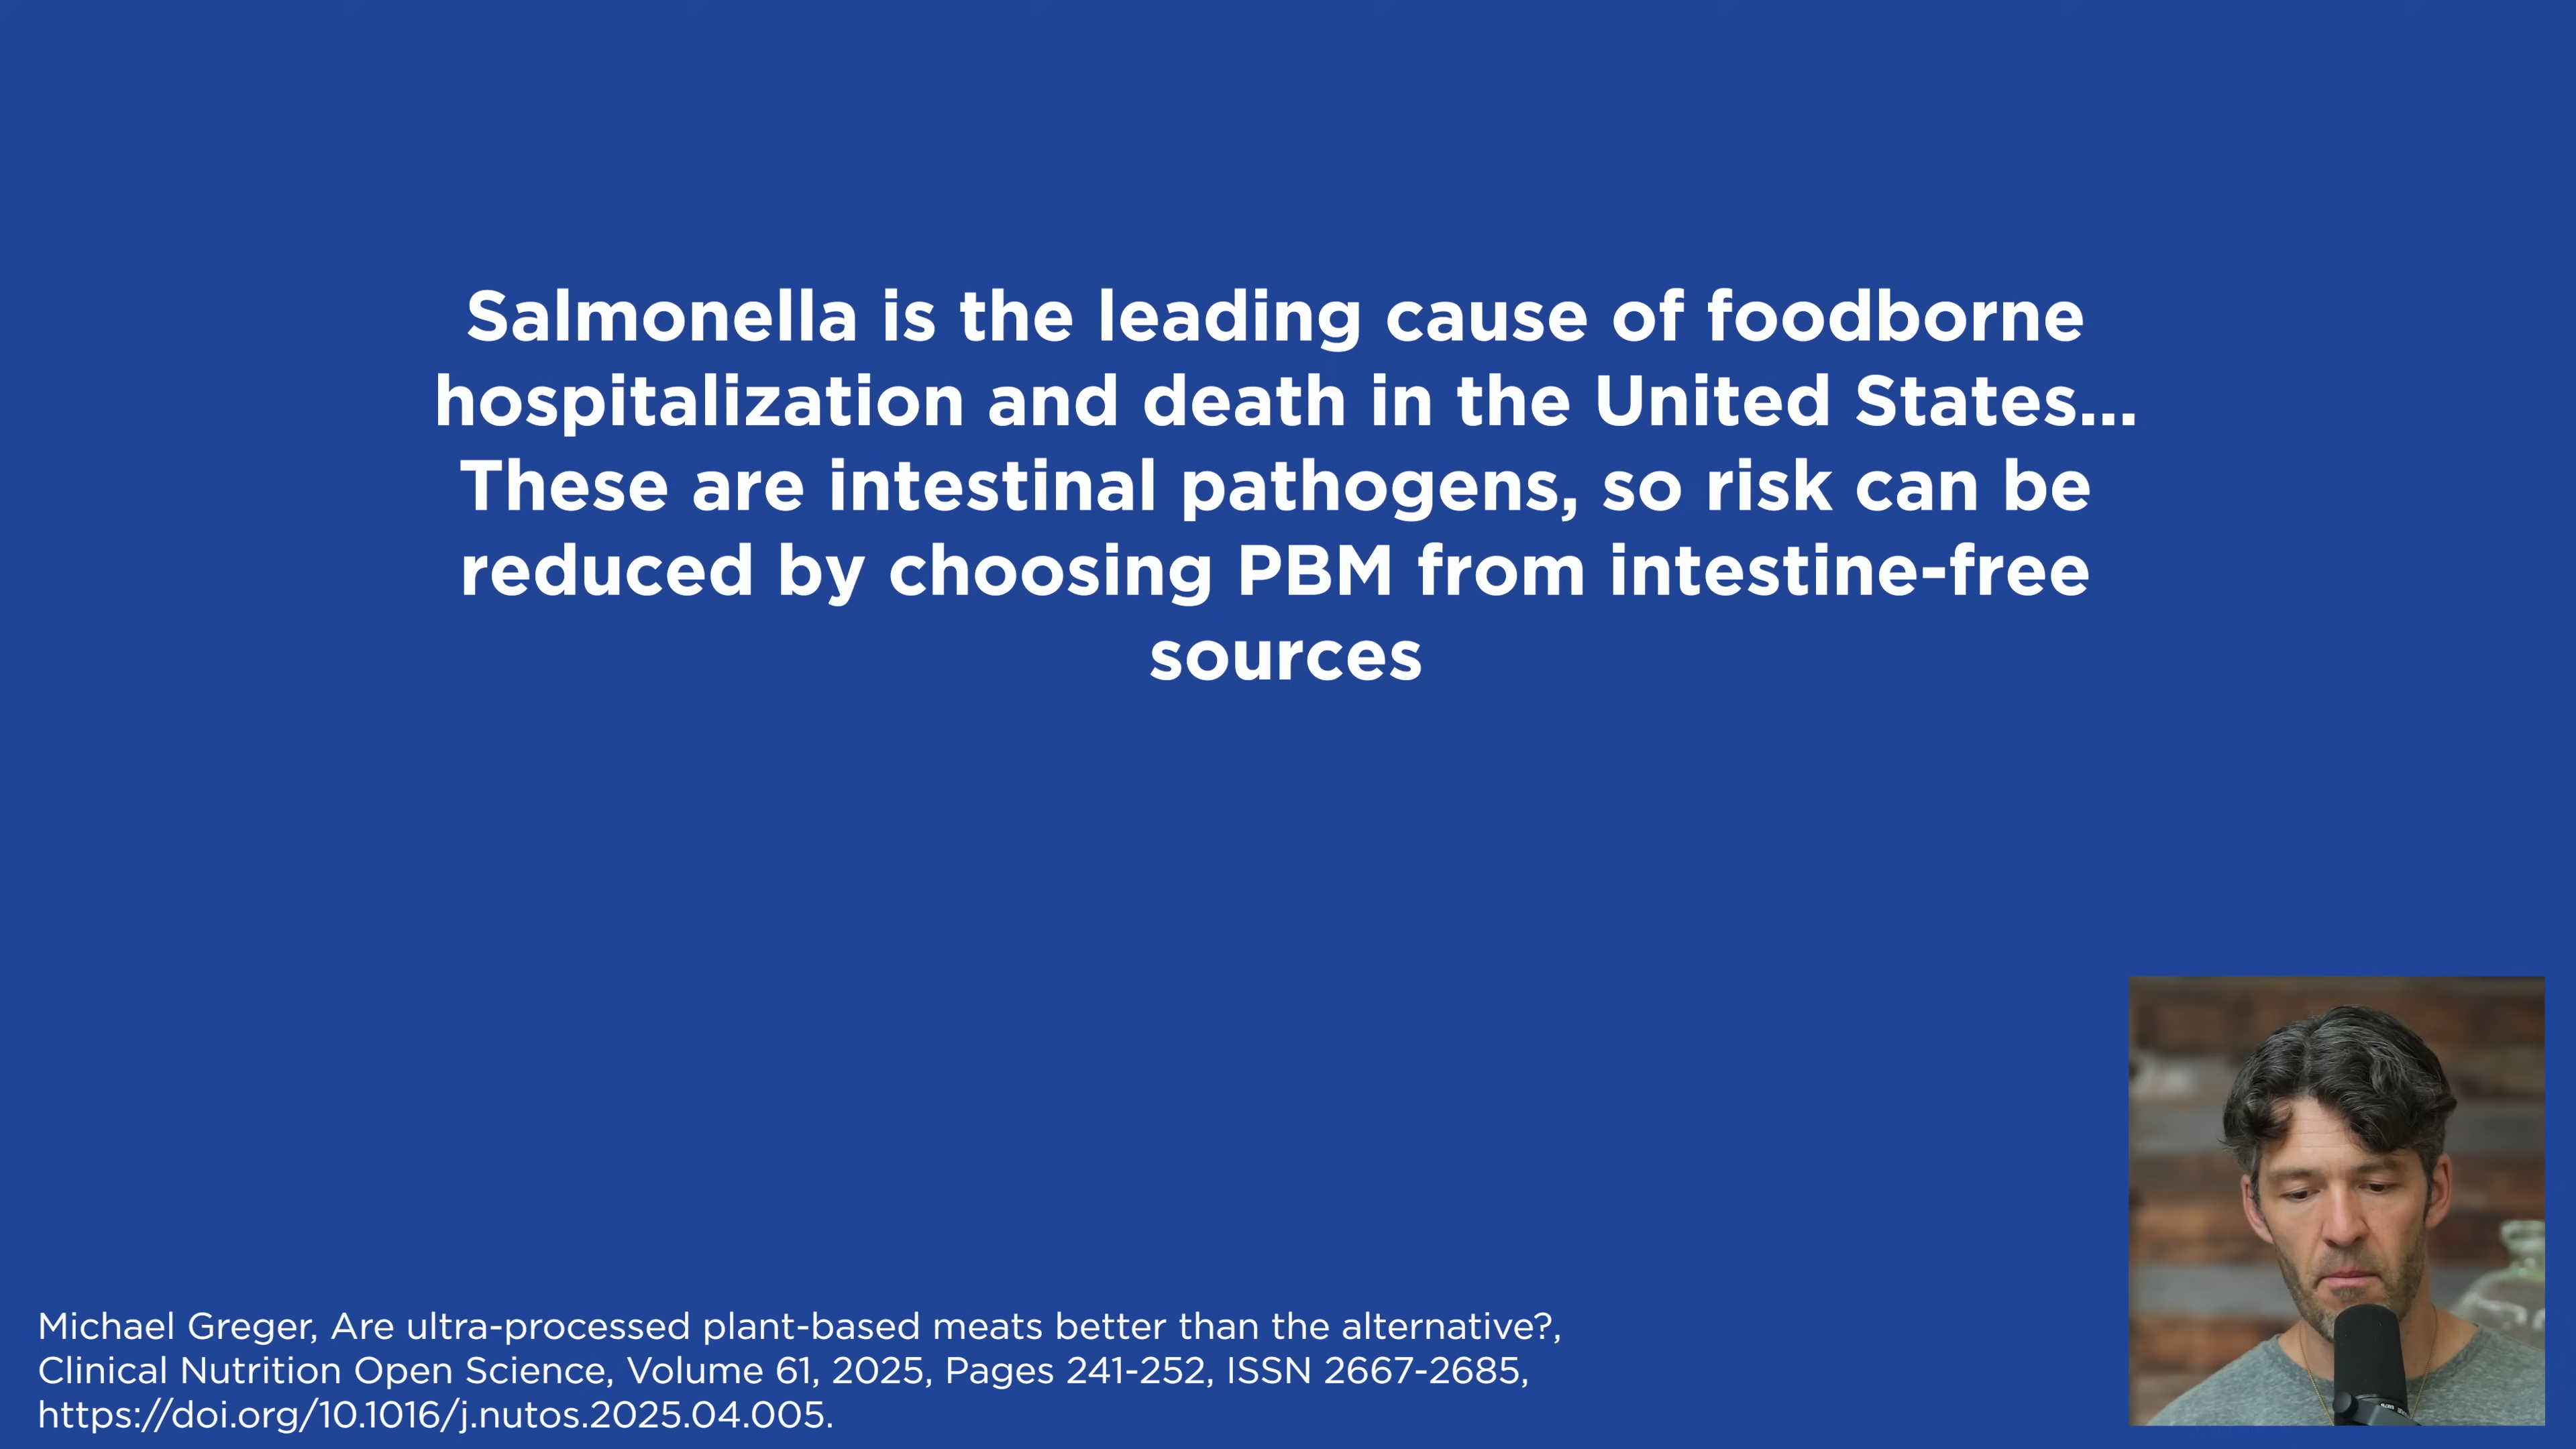 Salmonella is the leading cause of foodborne
hospitalization and death in the United States...
These are intestinal pathogens, so risk can be
reduced by choosing PBM from intestine-free
sources
Michael Greger, Are ultra-processed plant-based meats better than the alternative?,
Clinical Nutrition Open Science, Volume 61, 2025, Pages 241-252, ISSN 2667-2685,
https://doi.org/10.1016/j.nutos.2025.04.005.